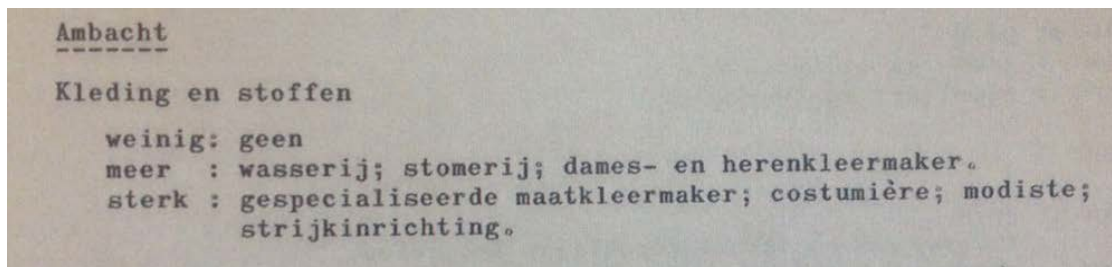 Ambacht
Kleding en stoffen
weinig: geen
meer : wasserij; stomerij; dames- en herenkleermaker.
sterk : gespecialiseerde maatkleermaker; costumière; modiste;
strijkinrichting.